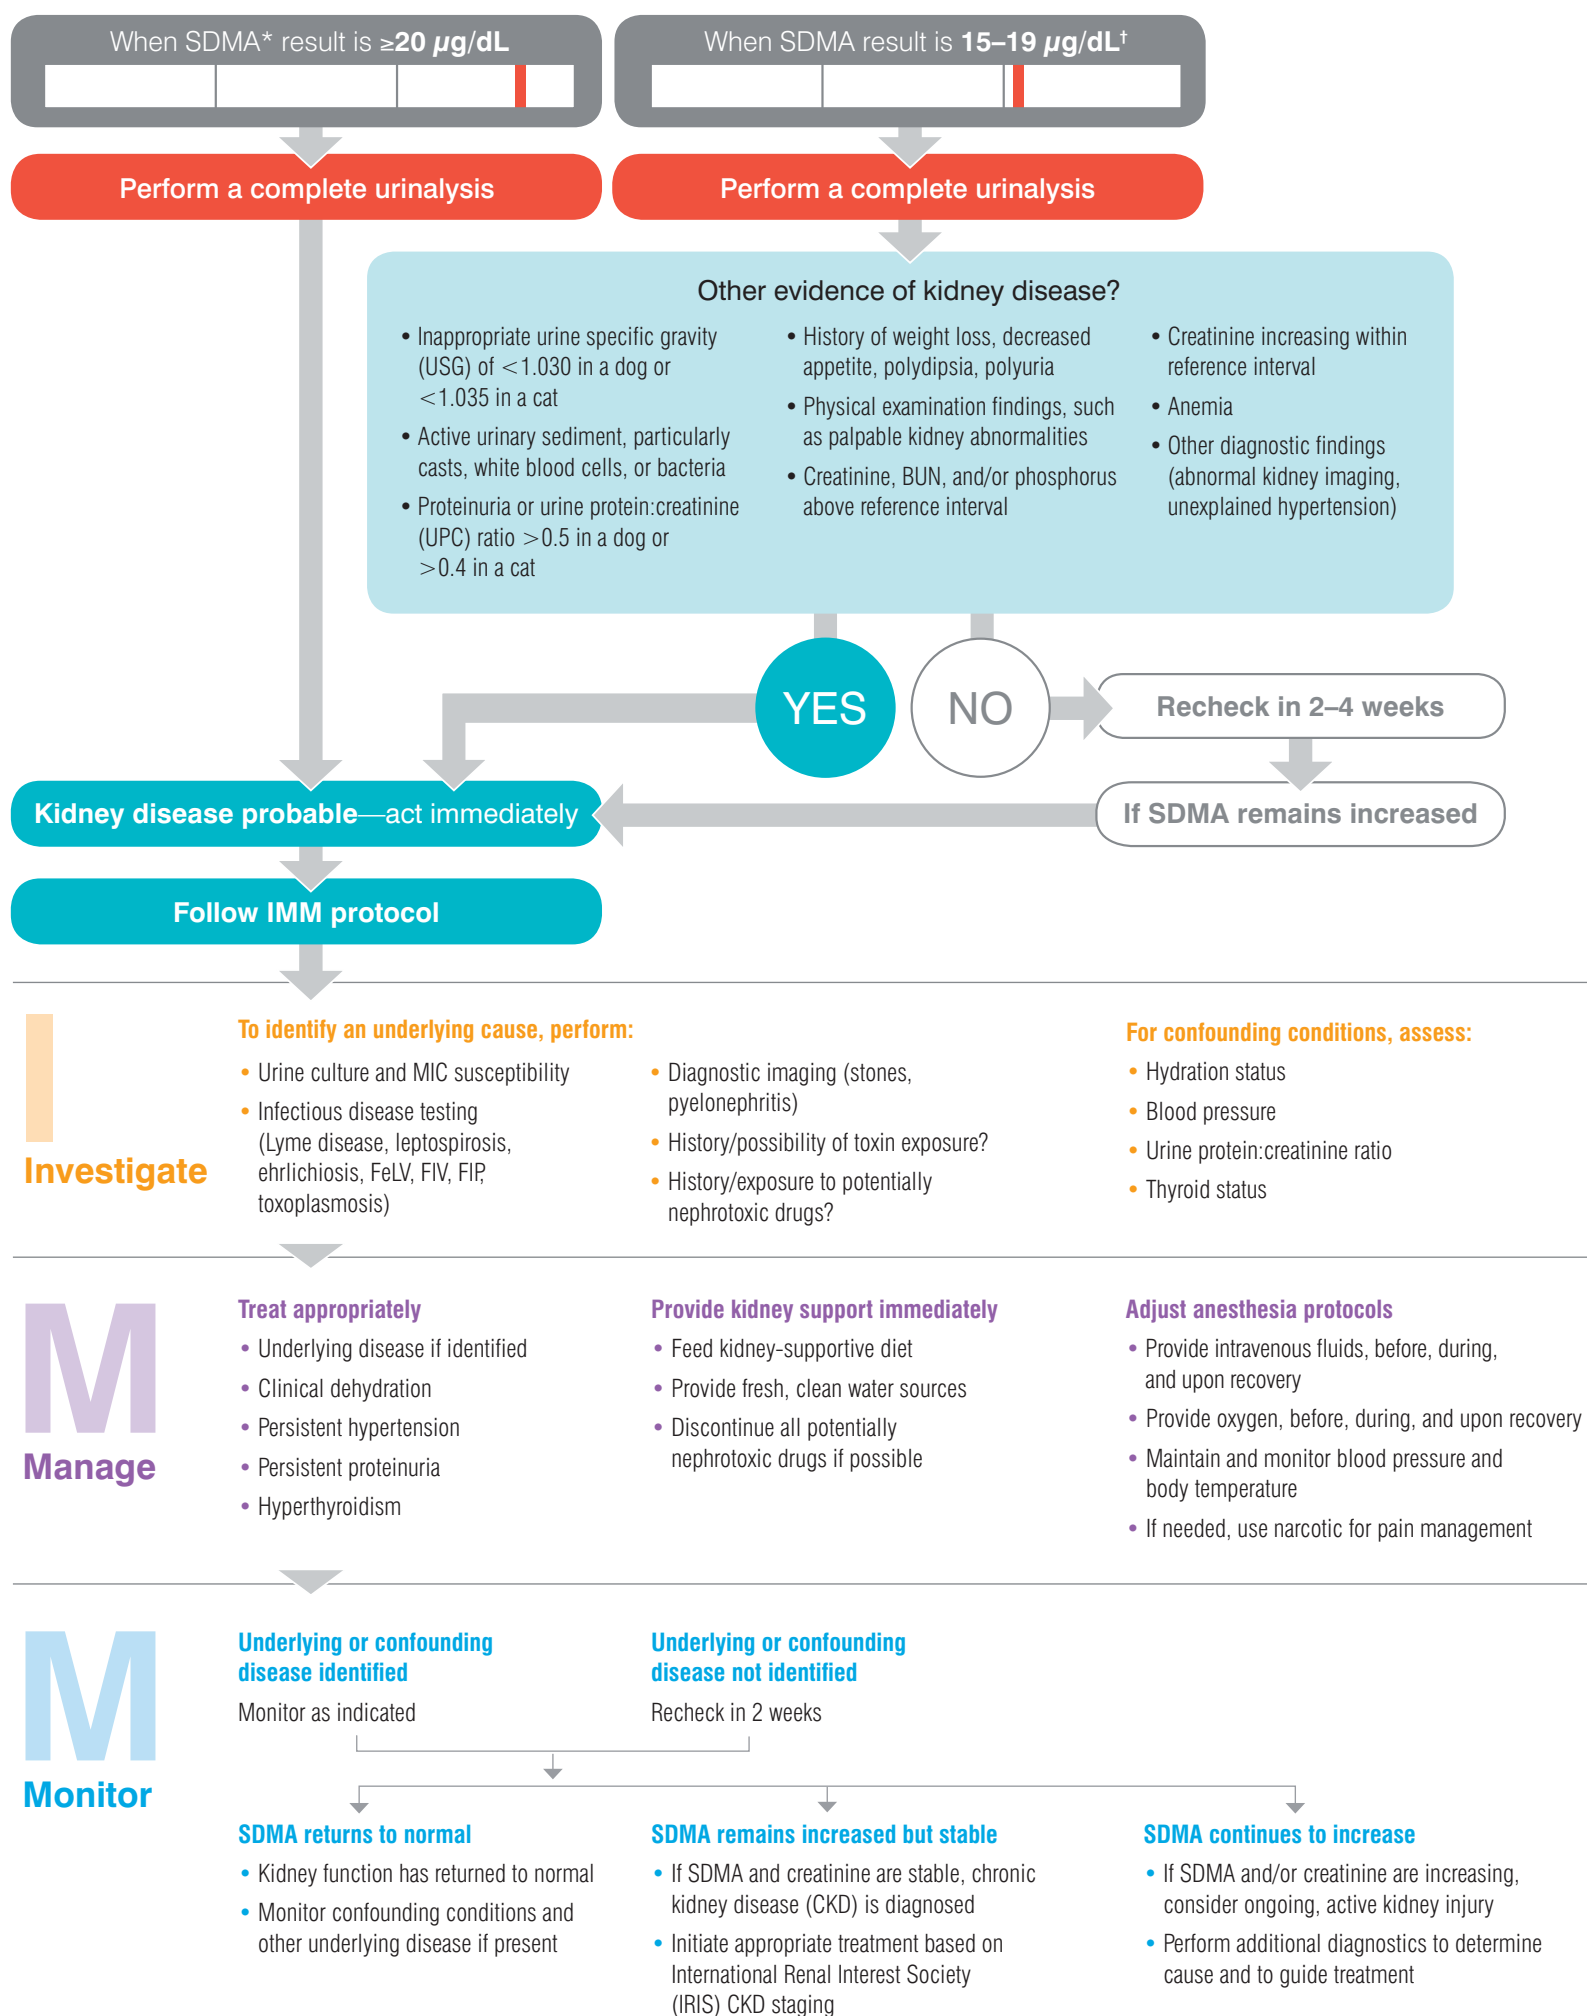 When SDMA* result is ≥20 µg/dL
When SDMA result is 15–19 µg/dL†
Perform a complete urinalysis
Perform a complete urinalysis
Other evidence of kidney disease?
• Inappropriate urine specific gravity
(USG) of <1.030 in a dog or
<1.035 in a cat
• Active urinary sediment, particularly
casts, white blood cells, or bacteria
• Proteinuria or urine protein:creatinine
(UPC) ratio >0.5 in a dog or
>0.4 in a cat
• History of weight loss, decreased
appetite, polydipsia, polyuria
• Physical examination findings, such
as palpable kidney abnormalities
• Creatinine, BUN, and/or phosphorus
above reference interval
• Creatinine increasing within
reference interval
• Anemia
• Other diagnostic findings
(abnormal kidney imaging,
unexplained hypertension)
YES
NO
Recheck in 2–4 weeks
If SDMA remains increased
Kidney disease probable—act immediately
Follow IMM protocol
I
Investigate
To identify an underlying cause, perform:
• Urine culture and MIC susceptibility
• Infectious disease testing
(Lyme disease, leptospirosis,
ehrlichiosis, FeLV, FIV, FIP,
toxoplasmosis)
• Diagnostic imaging (stones,
pyelonephritis)
• History/possibility of toxin exposure?
• History/exposure to potentially
nephrotoxic drugs?
For confounding conditions, assess:
• Hydration status
• Blood pressure
• Urine protein:creatinine ratio
• Thyroid status
M
Manage
Treat appropriately
• Underlying disease if identified
• Clinical dehydration
• Persistent hypertension
• Persistent proteinuria
• Hyperthyroidism
Provide kidney support immediately
• Feed kidney-supportive diet
• Provide fresh, clean water sources
• Discontinue all potentially
nephrotoxic drugs if possible
Adjust anesthesia protocols
• Provide intravenous fluids, before, during,
and upon recovery
• Provide oxygen, before, during, and upon recovery
• Maintain and monitor blood pressure and
body temperature
• If needed, use narcotic for pain management
M
Monitor
Underlying or confounding
disease identified
Monitor as indicated
Underlying or confounding
disease not identified
Recheck in 2 weeks
SDMA returns to normal
• Kidney function has returned to normal
• Monitor confounding conditions and
other underlying disease if present
SDMA remains increased but stable
• If SDMA and creatinine are stable, chronic
kidney disease (CKD) is diagnosed
• Initiate appropriate treatment based on
International Renal Interest Society
(IRIS) CKD staging
SDMA continues to increase
• If SDMA and/or creatinine are increasing,
consider ongoing, active kidney injury
• Perform additional diagnostics to determine
cause and to guide treatment